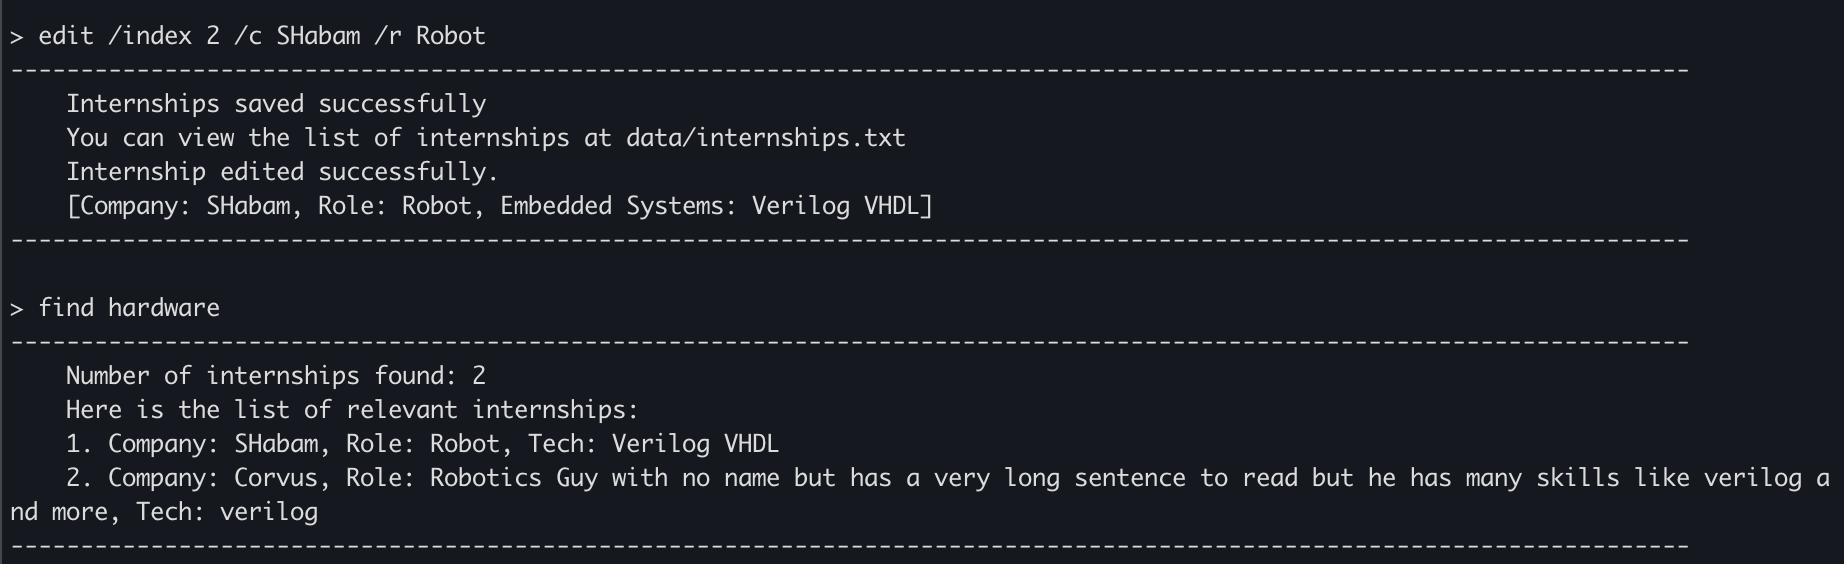 > edit /index 2 /c SHabam /r Robot
------------------------------------------------------------------------------------------------------------------------
Internships saved successfully
You can view the list of internships at data/internships.txt
Internship edited successfully.
[Company: SHabam, Role: Robot, Embedded Systems: Verilog VHDL]
------------------------------------------------------------------------------------------------------------------------
> find hardware
------------------------------------------------------------------------------------------------------------------------
Number of internships found: 2
Here is the list of relevant internships:
1. Company: SHabam, Role: Robot, Tech: Verilog VHDL
2. Company: Corvus, Role: Robotics Guy with no name but has a very long sentence to read but he has many skills like verilog a
nd more, Tech: verilog
------------------------------------------------------------------------------------------------------------------------